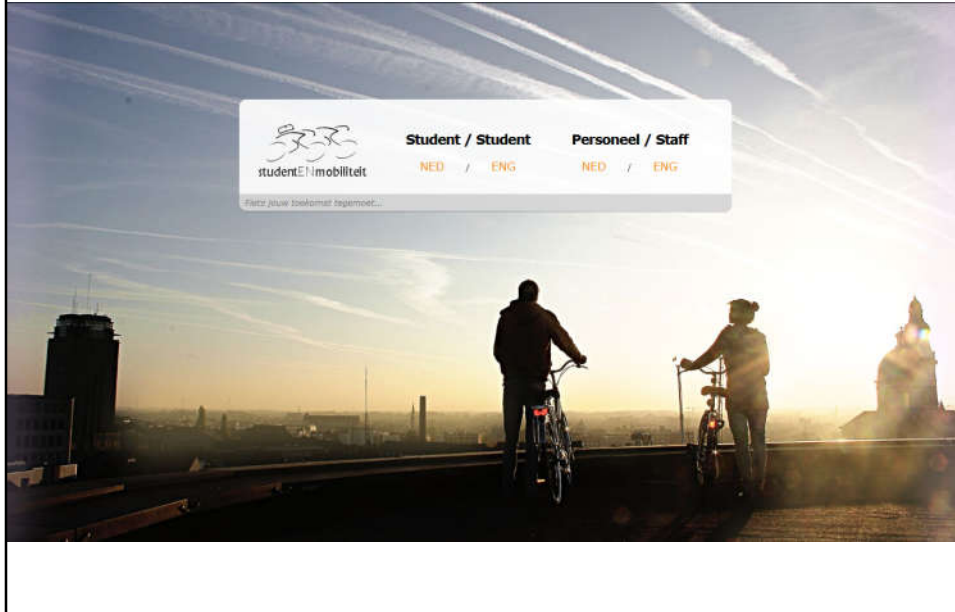 Student / Student
Personeel / Staff
NED / ENG
NED / ENG
studentENmobiliteit
Fiets jouw toekomst tegemoet...